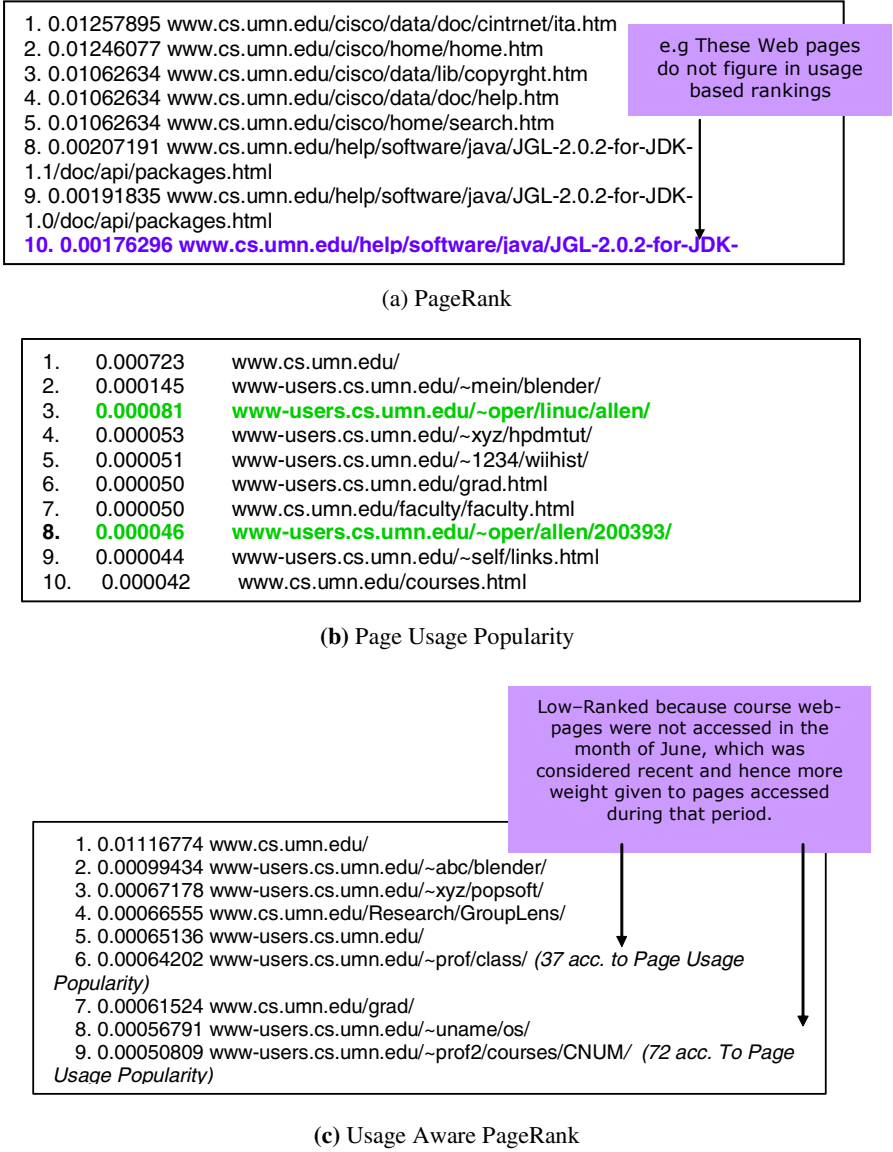 1. 0.01257895 www.cs.umn.edu/cisco/data/doc/cintrnet/ita.htm
2. 0.01246077 www.cs.umn.edu/cisco/home/home.htm
3. 0.01062634 www.cs.umn.edu/cisco/data/lib/copyrght.htm
4. 0.01062634 www.cs.umn.edu/cisco/data/doc/help.htm
5. 0.01062634 www.cs.umn.edu/cisco/home/search.htm
8. 0.00207191 www.cs.umn.edu/help/software/java/JGL-2.0.2-for-JDK-
1.1/doc/api/packages.html
9. 0.00191835 www.cs.umn.edu/help/software/java/JGL-2.0.2-for-JDK-
1.0/doc/api/packages.html
10. 0.00176296 www.cs.umn.edu/help/software/java/JGL-2.0.2-for-JDK-
e.g These Web pages
do not figure in usage
based rankings
(a) PageRank
1. 0.000723 www.cs.umn.edu/
2. 0.000145 www-users.cs.umn.edu/~mein/blender/
3. 0.000081 www-users.cs.umn.edu/~oper/linuc/allen/
4. 0.000053 www-users.cs.umn.edu/~xyz/hpdmtut/
5. 0.000051 www-users.cs.umn.edu/~1234/wiihist/
6. 0.000050 www-users.cs.umn.edu/grad.html
7. 0.000050 www.cs.umn.edu/faculty/faculty.html
8. 0.000046 www-users.cs.umn.edu/~oper/allen/200393/
9. 0.000044 www-users.cs.umn.edu/~self/links.html
10. 0.000042 www.cs.umn.edu/courses.html
(b) Page Usage Popularity
Low–Ranked because course web-
pages were not accessed in the
month of June, which was
considered recent and hence more
weight given to pages accessed
during that period.
1. 0.01116774 www.cs.umn.edu/
2. 0.00099434 www-users.cs.umn.edu/~abc/blender/
3. 0.00067178 www-users.cs.umn.edu/~xyz/popsoft/
4. 0.00066555 www.cs.umn.edu/Research/GroupLens/
5. 0.00065136 www-users.cs.umn.edu/
6. 0.00064202 www-users.cs.umn.edu/~prof/class/ (37 acc. to Page Usage
Popularity)
7. 0.00061524 www.cs.umn.edu/grad/
8. 0.00056791 www-users.cs.umn.edu/~uname/os/
9. 0.00050809 www-users.cs.umn.edu/~prof2/courses/CNUM/ (72 acc. To Page
Usage Popularity)
(c) Usage Aware PageRank